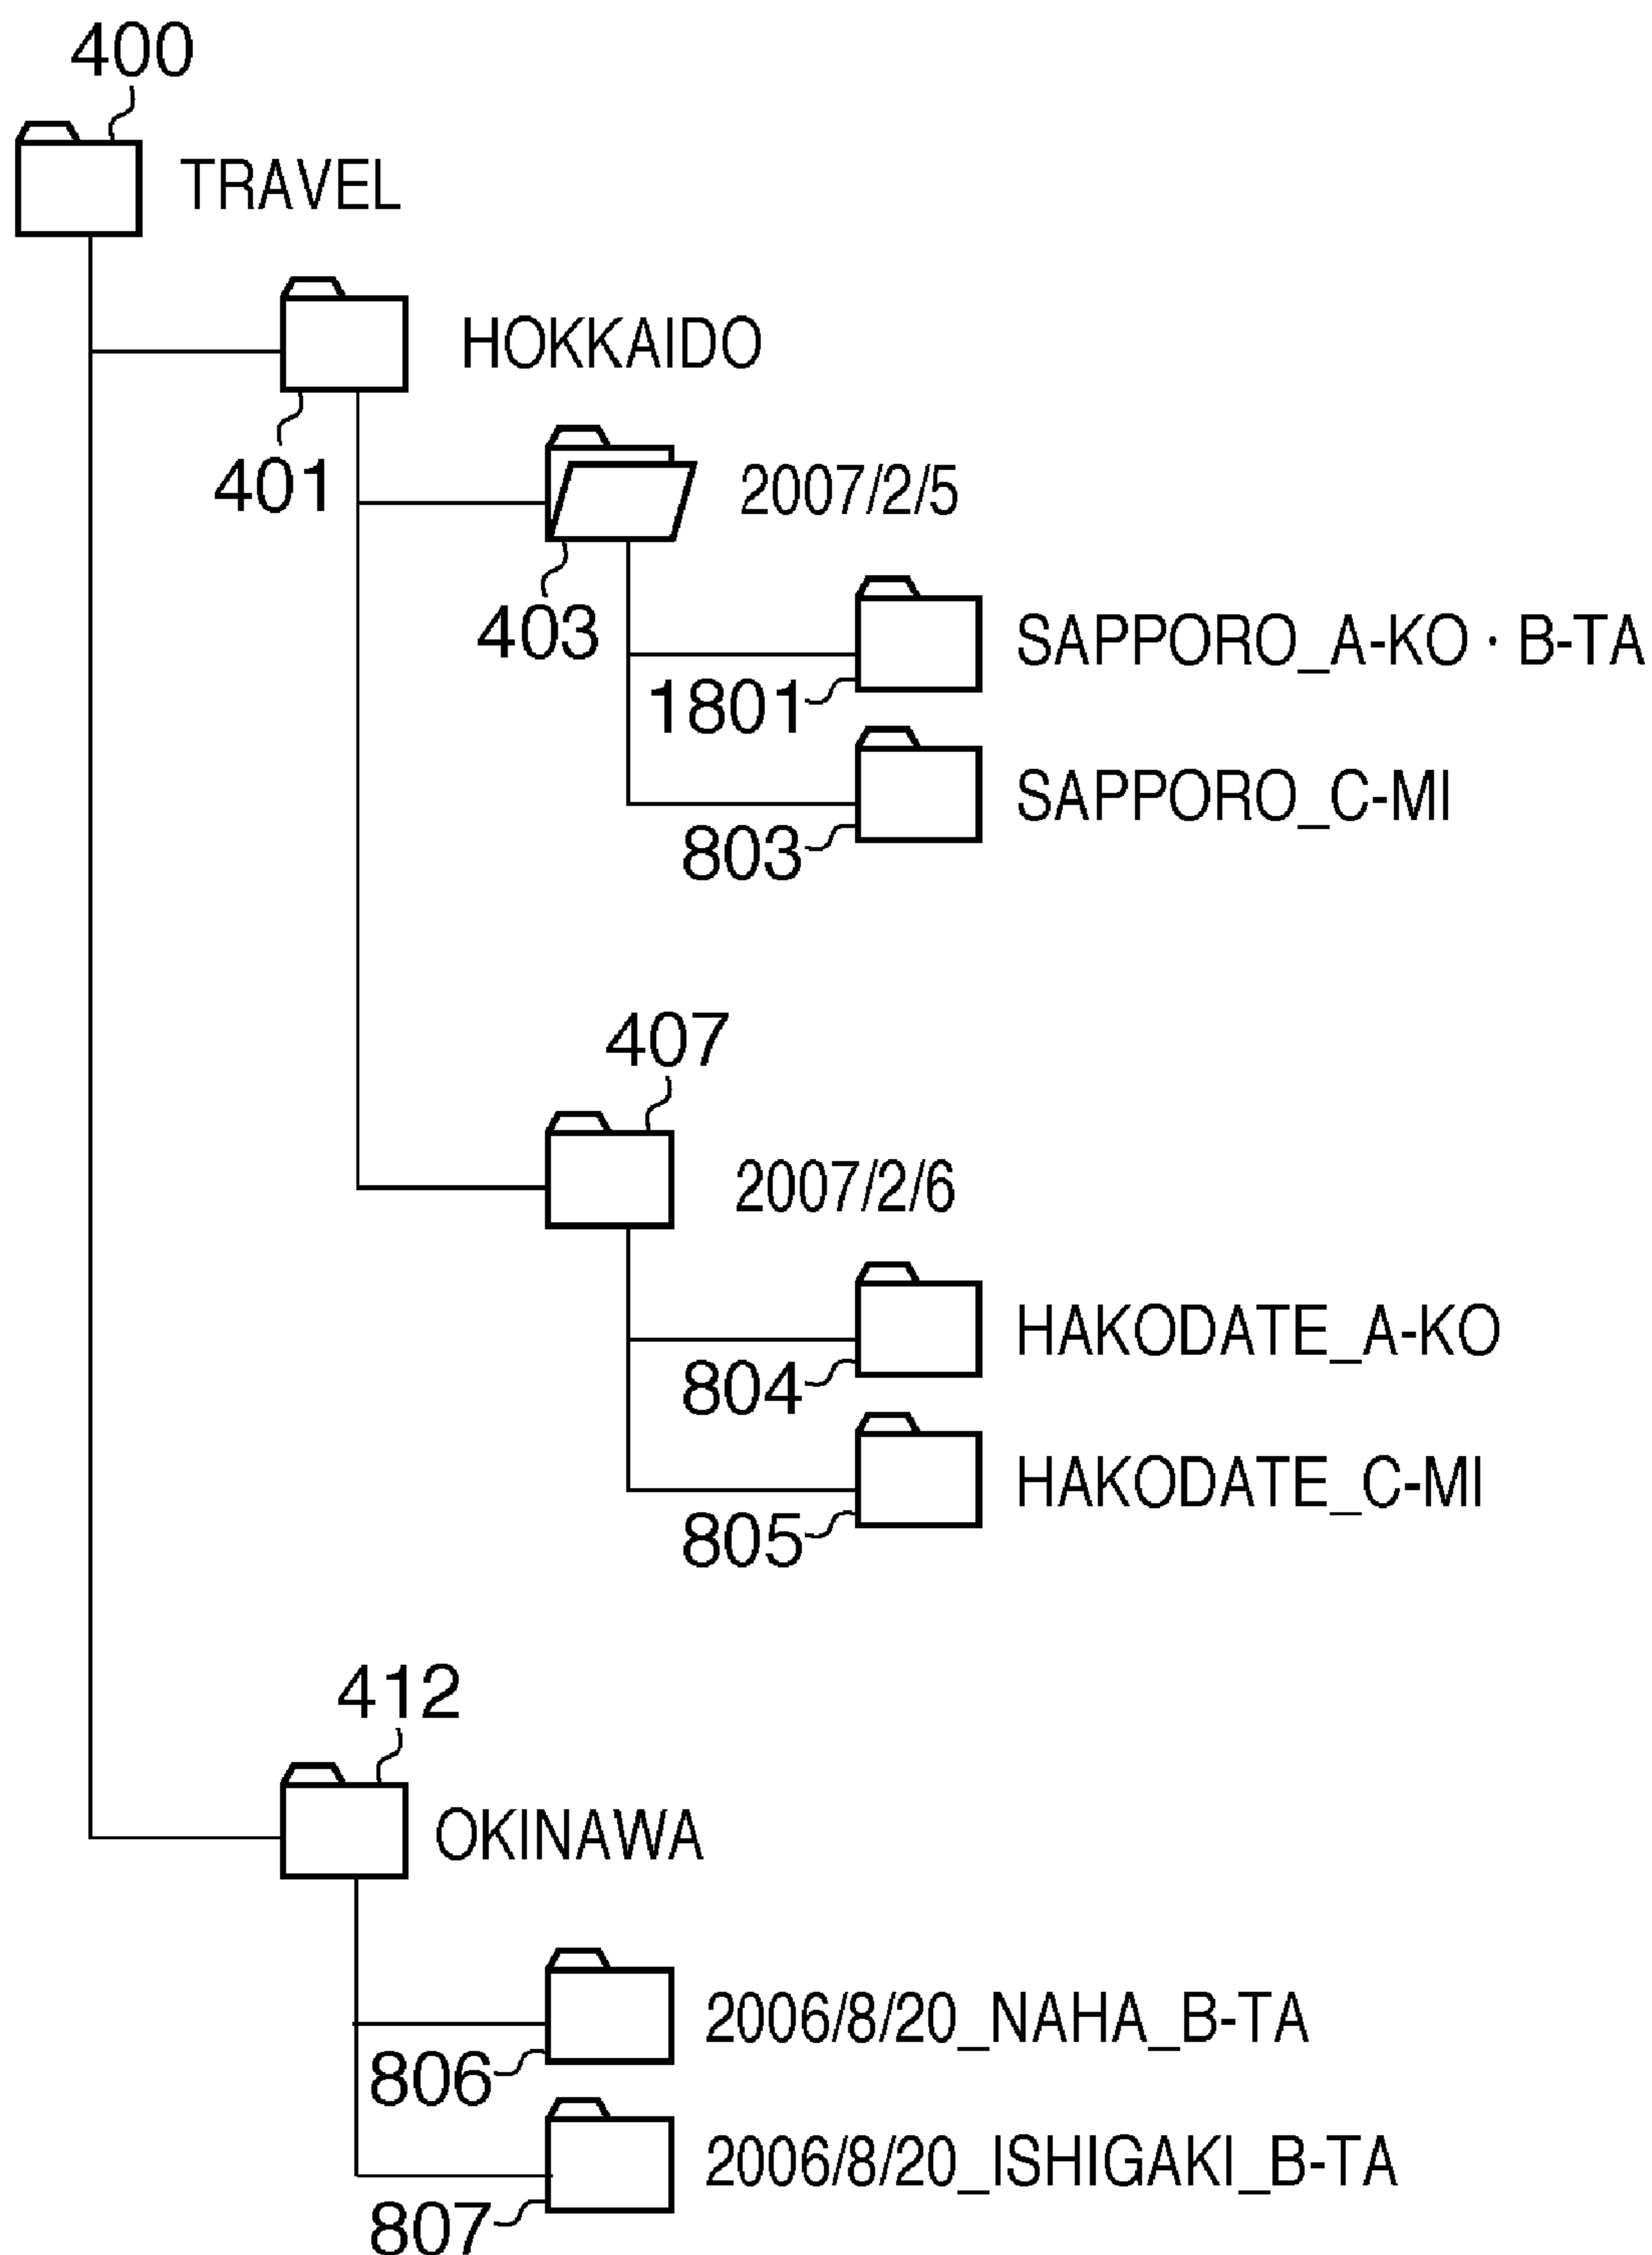 400
TRAVEL
HOKKAIDO
401
2007/2/5
403
SAPPORO_A-KO · B-TA
1801
SAPPORO_C-MI
803
407
2007/2/6
HAKODATE_A-KO
804
HAKODATE_C-MI
805
412
OKINAWA
2006/8/20_NAHA_B-TA
806
2006/8/20_ISHIGAKI_B-TA
807